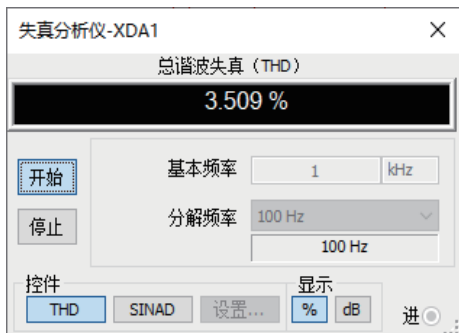 失真分析仪-XDA1
总谐波失真（THD）
3.509 %
开始
基本频率 1 kHz
停止
分解频率 100 Hz
100 Hz
控件 显示
THD SINAD 设置... % dB 进